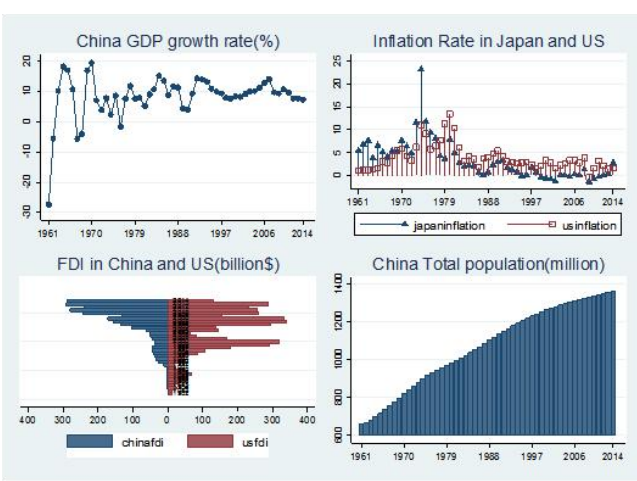 China GDP growth rate(%)
20
10
0
-10
-20
-30
1961 1970 1979 1988 1997 2006 2014
Inflation Rate in Japan and US
25
20
15
10
5
0
1961 1970 1979 1988 1997 2006 2014
japaninflation usinflation
FDI in China and US(billion$)
400 300 200 100 0 100 200 300 400
chinafdi usfdi
China Total population(million)
1400
1200
1000
800
600
1961 1970 1979 1988 1997 2006 2014